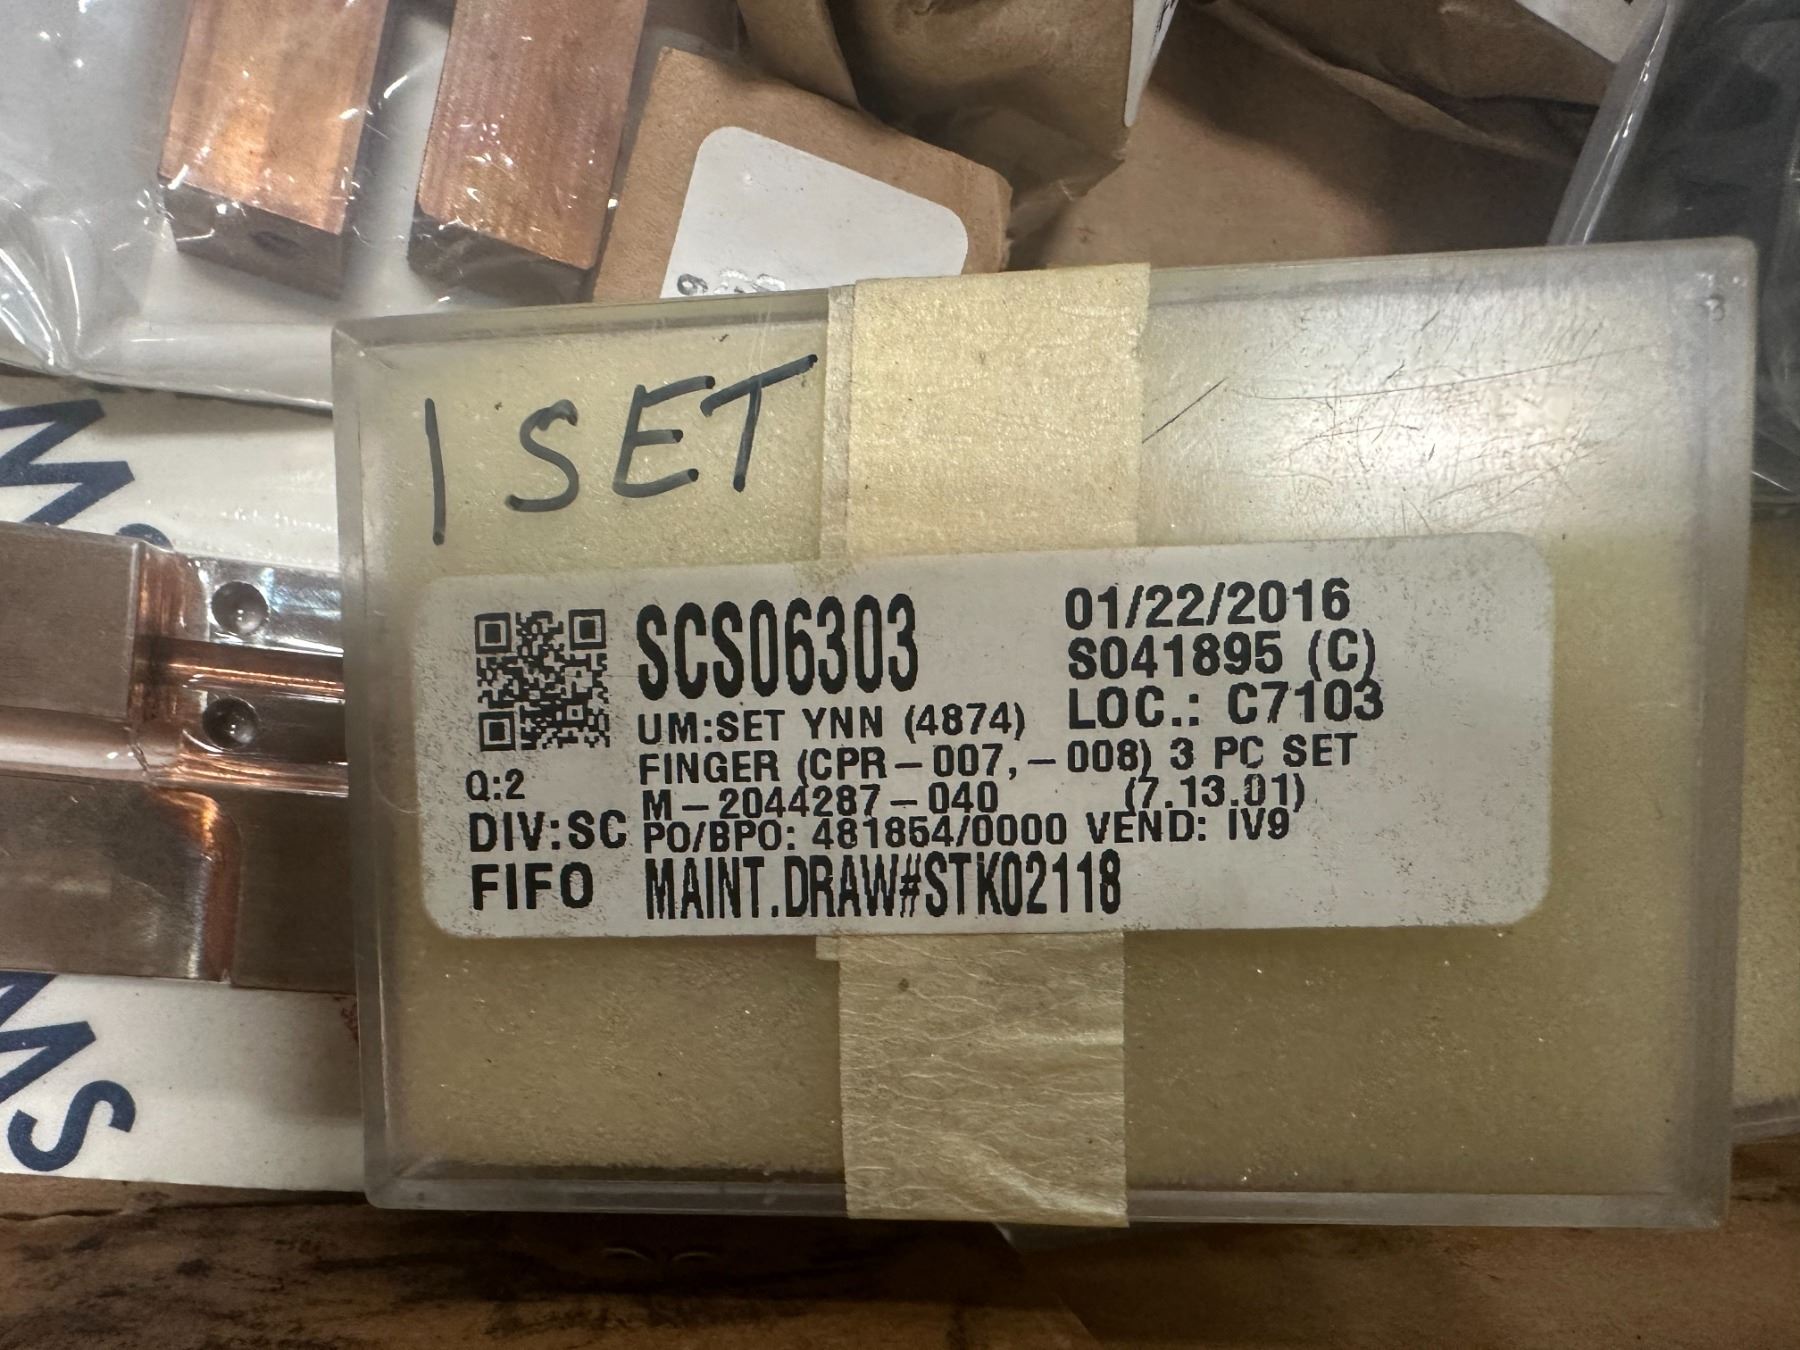 1 SET
SCS06303
01/22/2016
S041895 (C)
UM:SET YNN (4874)
LOC.: C7103
FINGER (CPR-007,-008) 3 PC SET
Q:2
M-2044287-040 (7.13.01)
DIV:SC
PO/BPO: 481854/0000 VEND: IV9
FIFO
MAINT.DRAW#STK02118